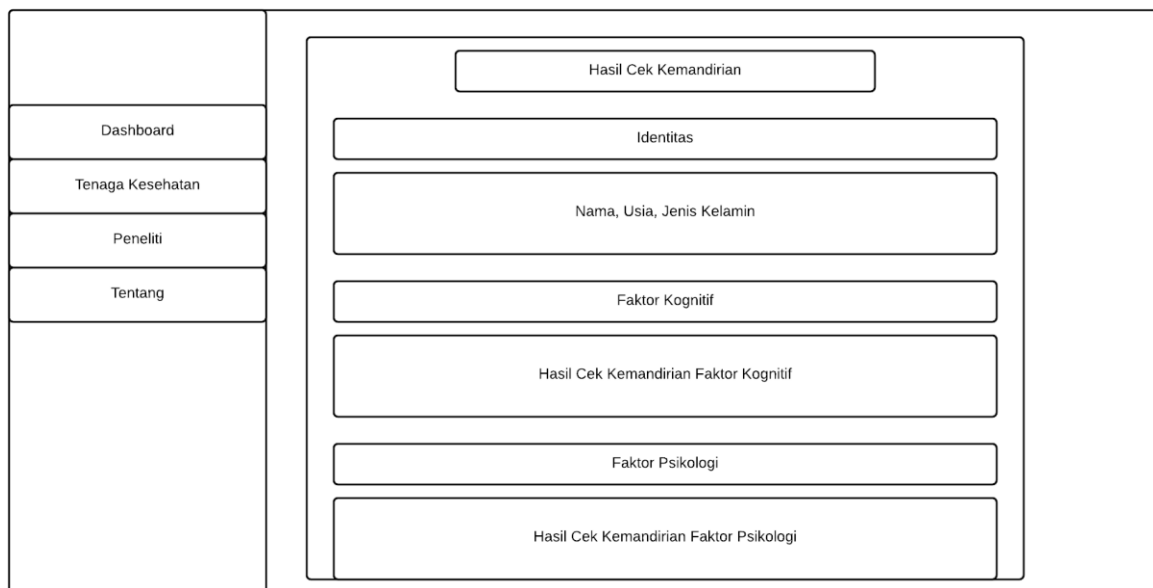 Dashboard
Tenaga Kesehatan
Peneliti
Tentang
Hasil Cek Kemandirian
Identitas
Nama, Usia, Jenis Kelamin
Faktor Kognitif
Hasil Cek Kemandirian Faktor Kognitif
Faktor Psikologi
Hasil Cek Kemandirian Faktor Psikologi